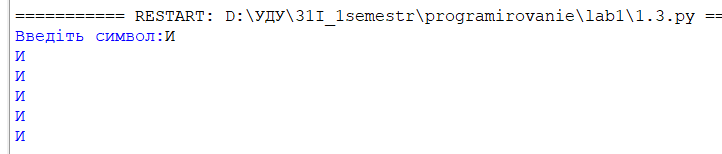 =========== RESTART: D:\УДУ\31І_1semestr\programirovanie\lab1\1.3.py ==
Введіть символ:И
И
И
И
И
И